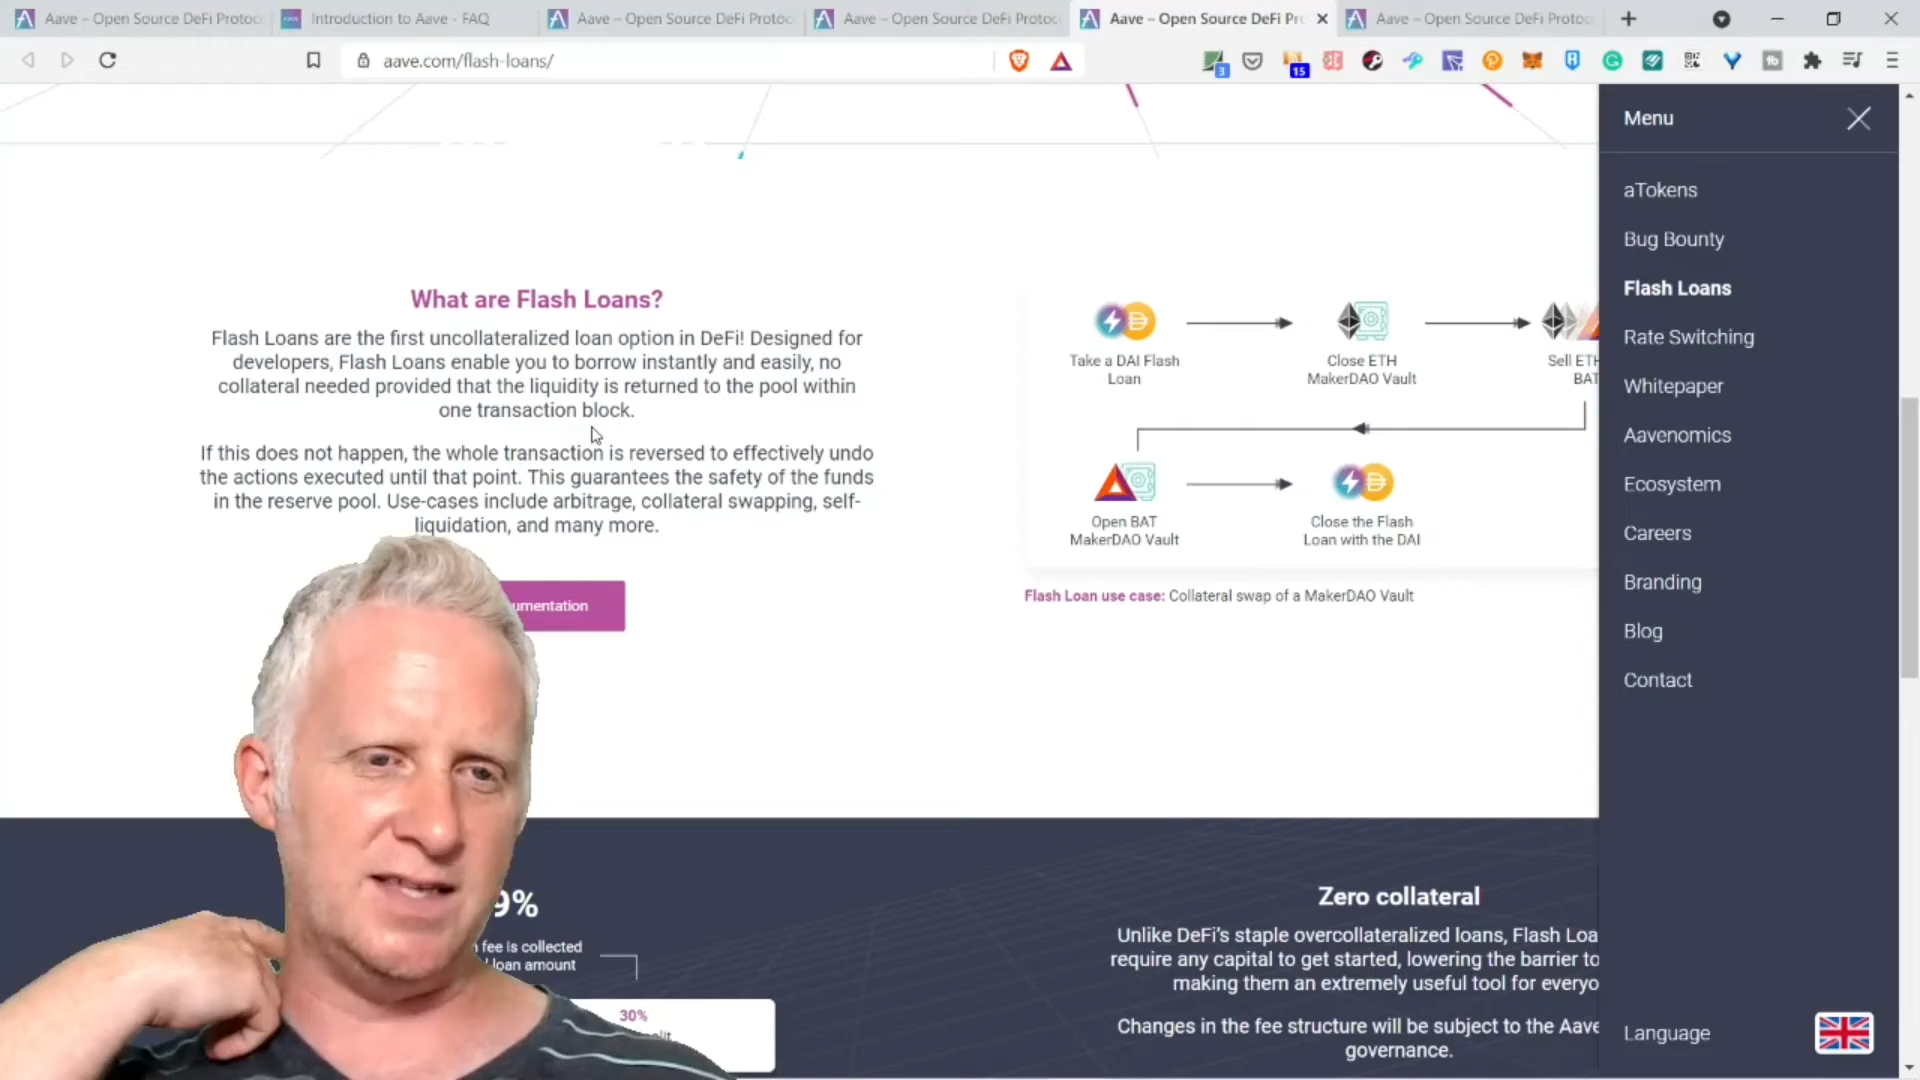 Aave – Open Source DeFi Protoc
Introduction to Aave - FAQ
Aave – Open Source DeFi Protoc
Aave – Open Source DeFi Protoc
Aave – Open Source DeFi Pr
Aave – Open Source DeFi Protoc
aave.com/flash-loans/
3
15
Menu
aTokens
Bug Bounty
Flash Loans
Rate Switching
Whitepaper
Aavenomics
Ecosystem
Careers
Branding
Blog
Contact
Language
What are Flash Loans?
Flash Loans are the first uncollateralized loan option in DeFi! Designed for
developers, Flash Loans enable you to borrow instantly and easily, no
collateral needed provided that the liquidity is returned to the pool within
one transaction block.
If this does not happen, the whole transaction is reversed to effectively undo
the actions executed until that point. This guarantees the safety of the funds
in the reserve pool. Use-cases include arbitrage, collateral swapping, self-
liquidation, and many more.
umentation
Take a DAI Flash
Loan
Close ETH
MakerDAO Vault
Sell ETH
BAT
Open BAT
MakerDAO Vault
Close the Flash
Loan with the DAI
Flash Loan use case: Collateral swap of a MakerDAO Vault
9%
fee is collected
loan amount
30%
Zero collateral
Unlike DeFi's staple overcollateralized loans, Flash Loa
require any capital to get started, lowering the barrier to
making them an extremely useful tool for everyo
Changes in the fee structure will be subject to the Aave
governance.